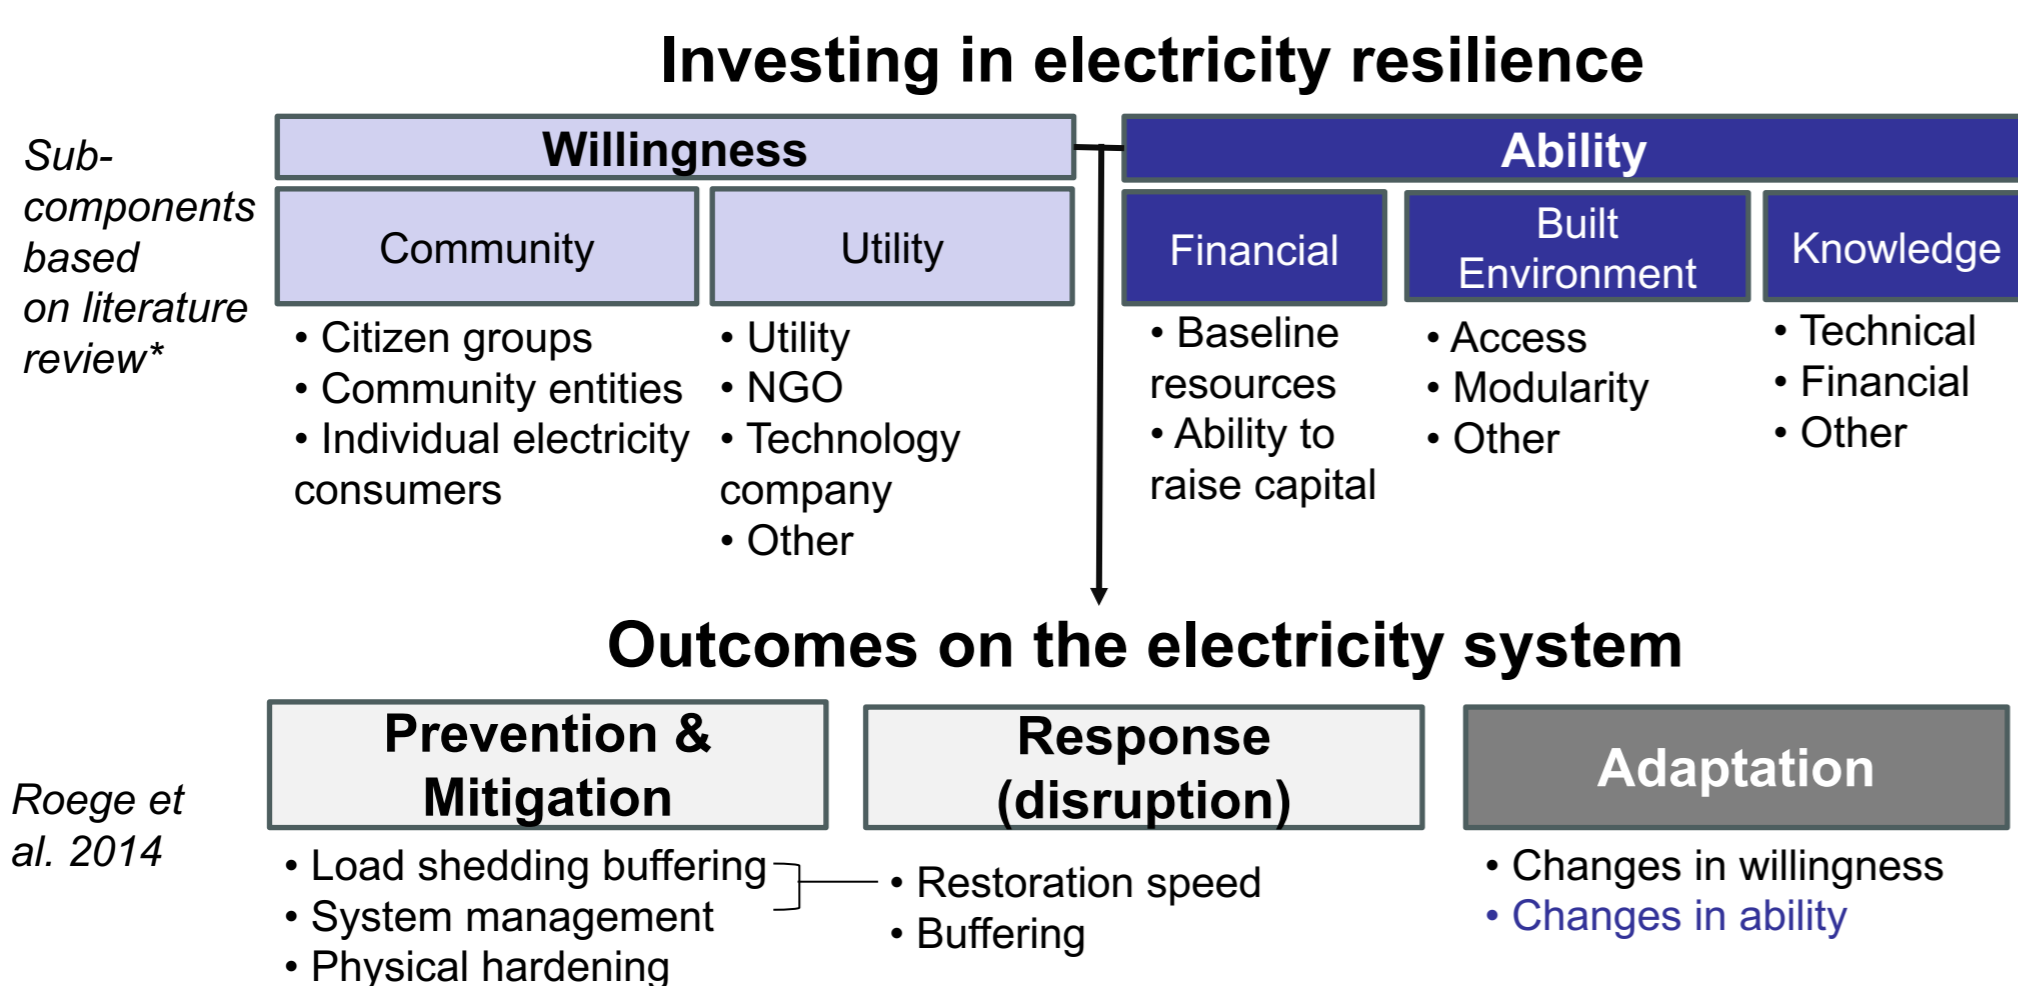 Investing in electricity resilience
Sub-
components
based
on literature
review*
Willingness
Community
• Citizen groups
• Community entities
• Individual electricity
consumers
Utility
• Utility
• NGO
• Technology
company
• Other
Ability
Financial
• Baseline
resources
• Ability to
raise capital
Built
Environment
• Access
• Modularity
• Other
Knowledge
• Technical
• Financial
• Other
Outcomes on the electricity system
Roege et
al. 2014
Prevention &
Mitigation
• Load shedding buffering
• System management
• Physical hardening
Response
(disruption)
• Restoration speed
• Buffering
Adaptation
• Changes in willingness
• Changes in ability